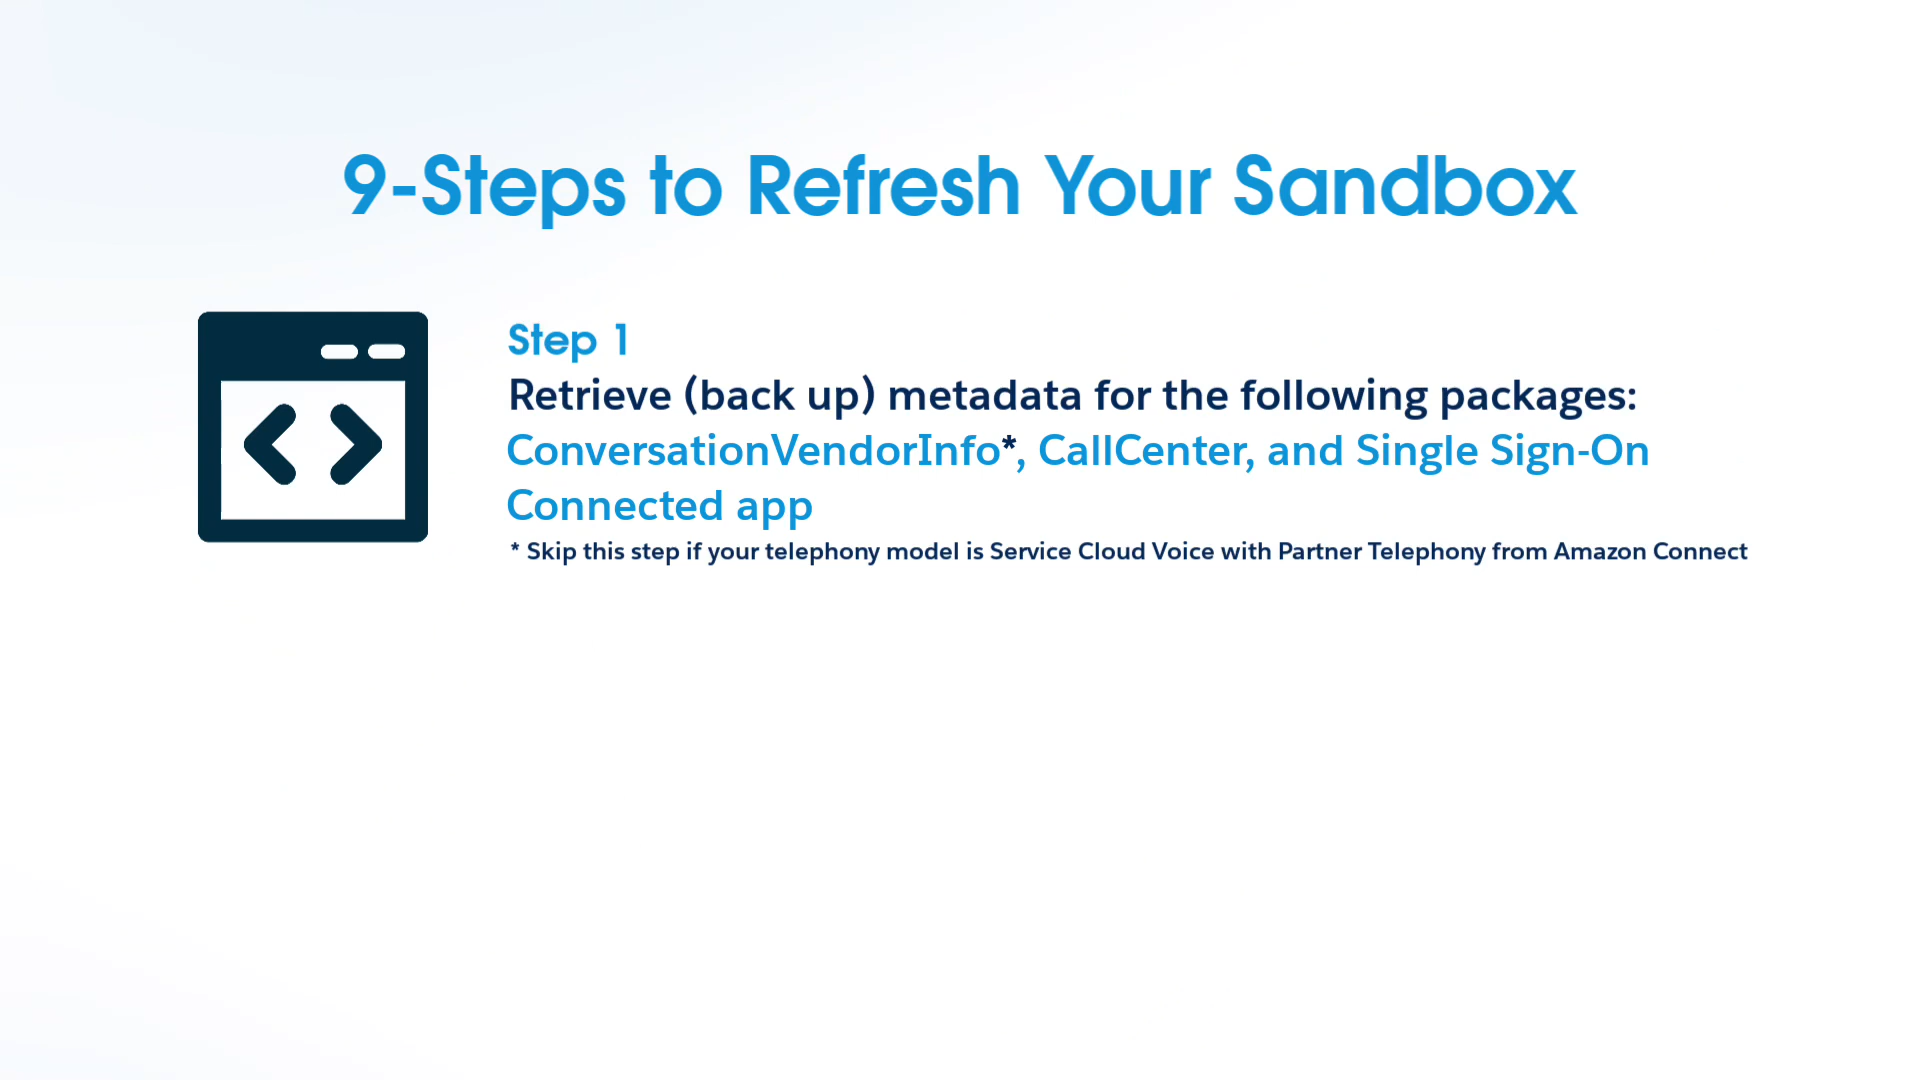 9-Steps to Refresh Your Sandbox
Step 1
Retrieve (back up) metadata for the following packages:
ConversationVendorInfo*, CallCenter, and Single Sign-On
Connected app
* Skip this step if your telephony model is Service Cloud Voice with Partner Telephony from Amazon Connect